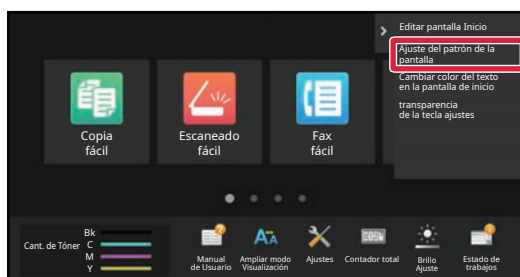 Editar pantalla Inicio
Ajuste del patrón de la
pantalla
Cambiar color del texto
en la pantalla de inicio
transparencia
de la tecla ajustes
Copia
fácil
Escaneado
fácil
Fax
fácil
Cant. de Tóner
Bk
C
M
Y
Manual
de Usuario
Ampliar modo
Visualización
Ajustes
Contador total
Brillo
Ajuste
Estado de
trabajos